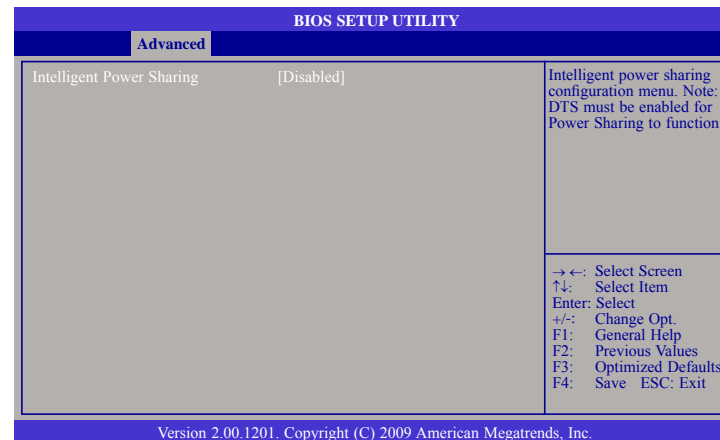 BIOS SETUP UTILITY
Advanced
Intelligent Power Sharing [Disabled]
Intelligent power sharing
configuration menu. Note:
DTS must be enabled for
Power Sharing to function
→←: Select Screen
↑↓: Select Item
Enter: Select
+/-: Change Opt.
F1: General Help
F2: Previous Values
F3: Optimized Defaults
F4: Save ESC: Exit
Version 2.00.1201. Copyright (C) 2009 American Megatrends, Inc.